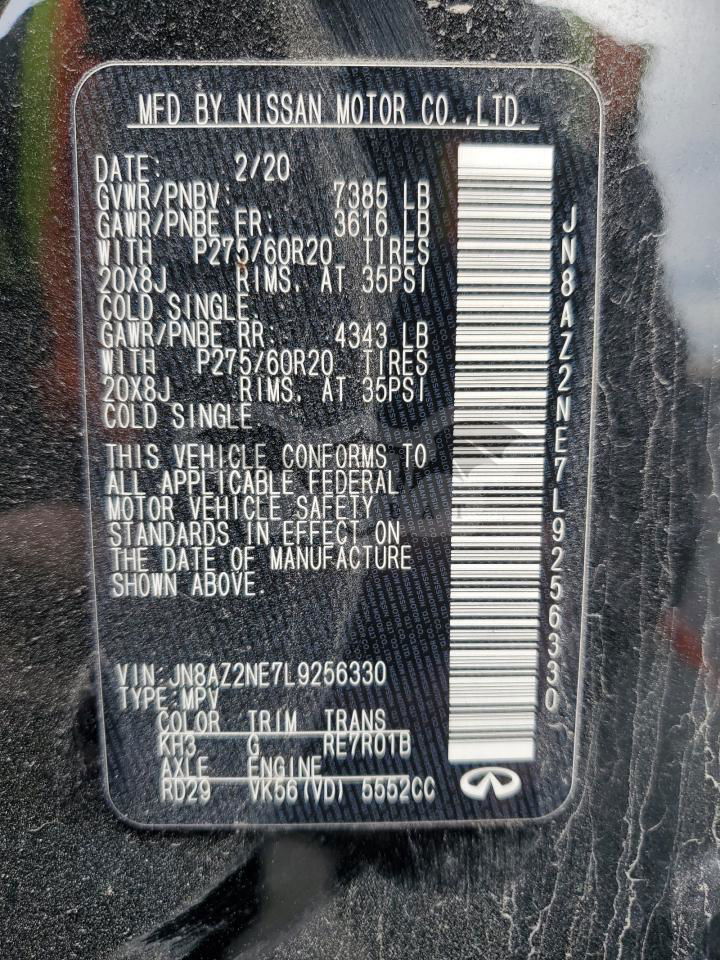 MFD BY NISSAN MOTOR CO.,LTD.
DATE: 2/20
GVWR/PNBV: 7385 LB
GAWR/PNBE FR: 3616 LB
WITH P275/60R20 TIRES
20X8J RIMS, AT 35PSI
COLD SINGLE.
GAWR/PNBE RR: 4343 LB
WITH P275/60R20 TIRES
20X8J RIMS, AT 35PSI
COLD SINGLE.
THIS VEHICLE CONFORMS TO
ALL APPLICABLE FEDERAL
MOTOR VEHICLE SAFETY
STANDARDS IN EFFECT ON
THE DATE OF MANUFACTURE
SHOWN ABOVE.
VIN:JN8AZ2NE7L9256330
TYPE:MPV
COLOR TRIM TRANS
KH3 G RE7R01B
AXLE ENGINE
RD29 VK56(VD) 5552CC
JN8AZ2NE7L9256330